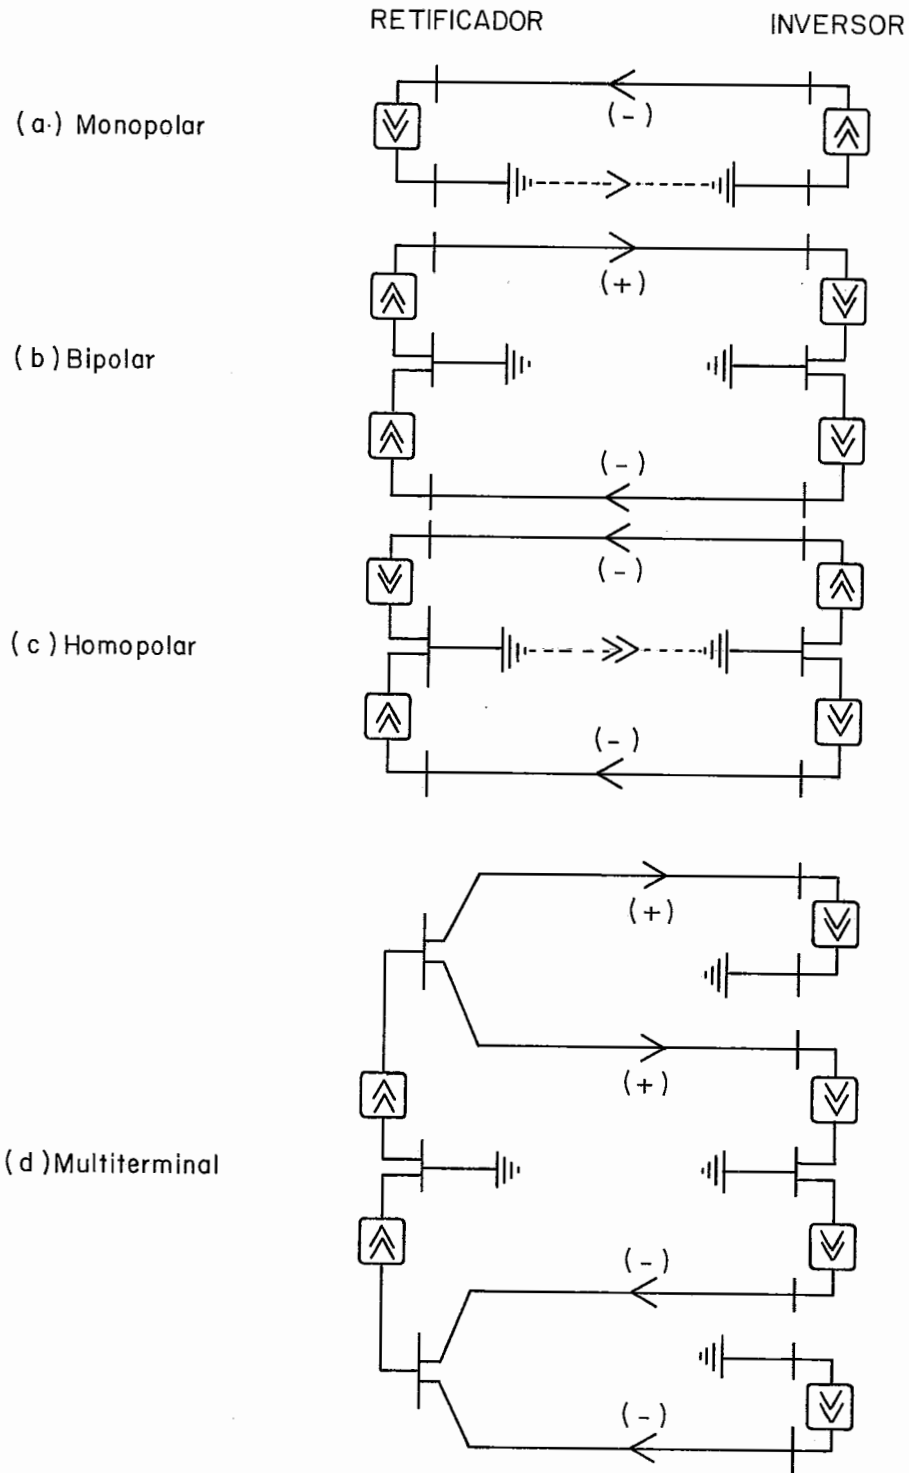 RETIFICADOR INVERSOR
(a) Monopolar
(-)
(+)
(b) Bipolar
(-)
(-)
(c) Homopolar
(-)
(+)
(+)
(d) Multiterminal
(-)
(-)